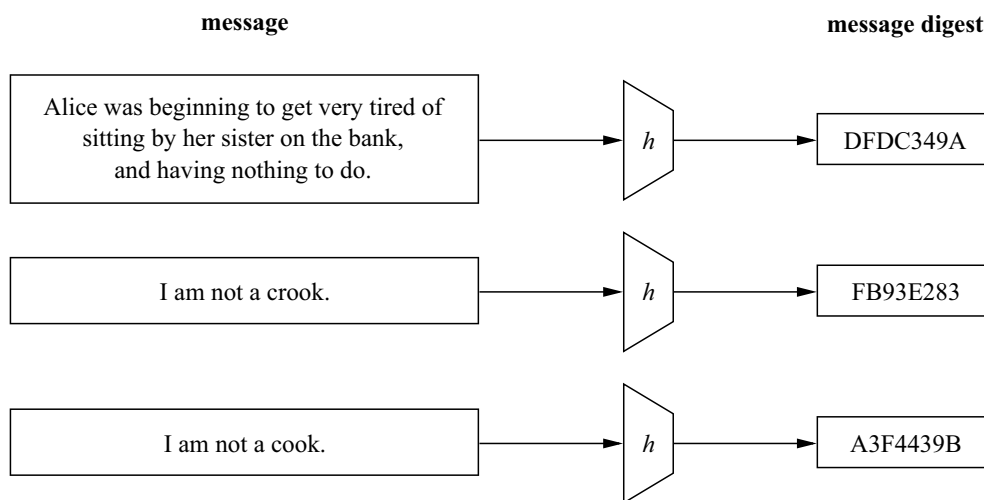 message
message digest
Alice was beginning to get very tired of
sitting by her sister on the bank,
and having nothing to do.
h
DFDC349A
I am not a crook.
h
FB93E283
I am not a cook.
h
A3F4439B